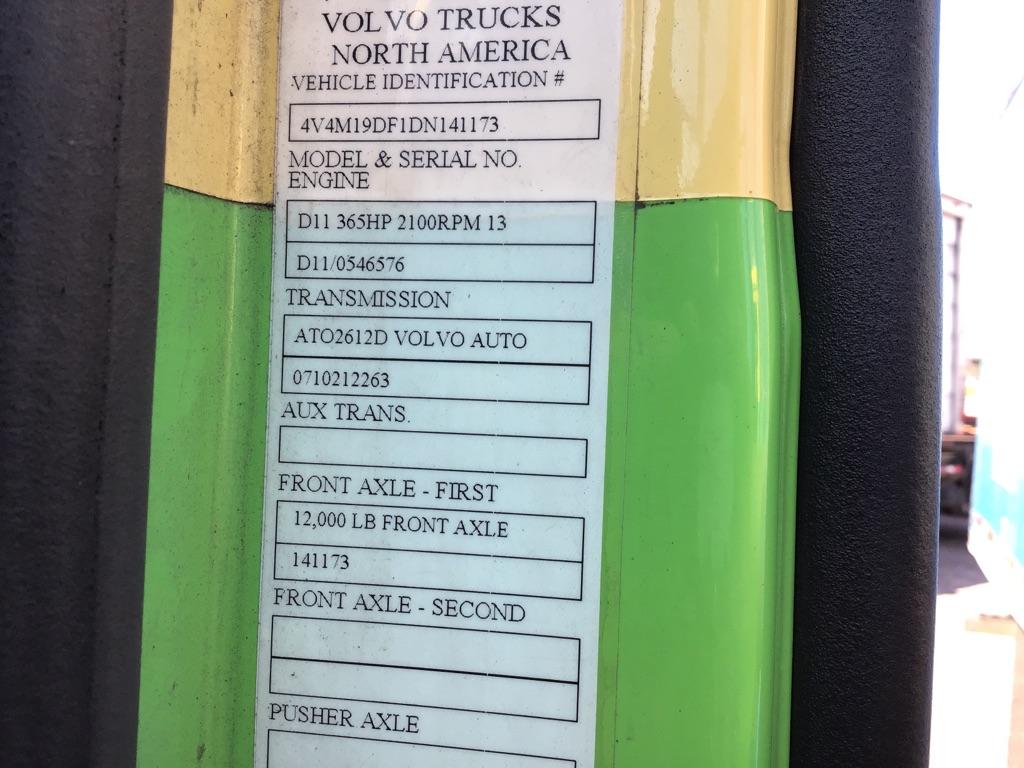 VOLVO TRUCKS
NORTH AMERICA
VEHICLE IDENTIFICATION #
4V4M19DF1DN141173
MODEL & SERIAL NO.
ENGINE
D11 365HP 2100RPM 13
D11/0546576
TRANSMISSION
ATO2612D VOLVO AUTO
0710212263
AUX TRANS.
FRONT AXLE - FIRST
12,000 LB FRONT AXLE
141173
FRONT AXLE - SECOND
PUSHER AXLE